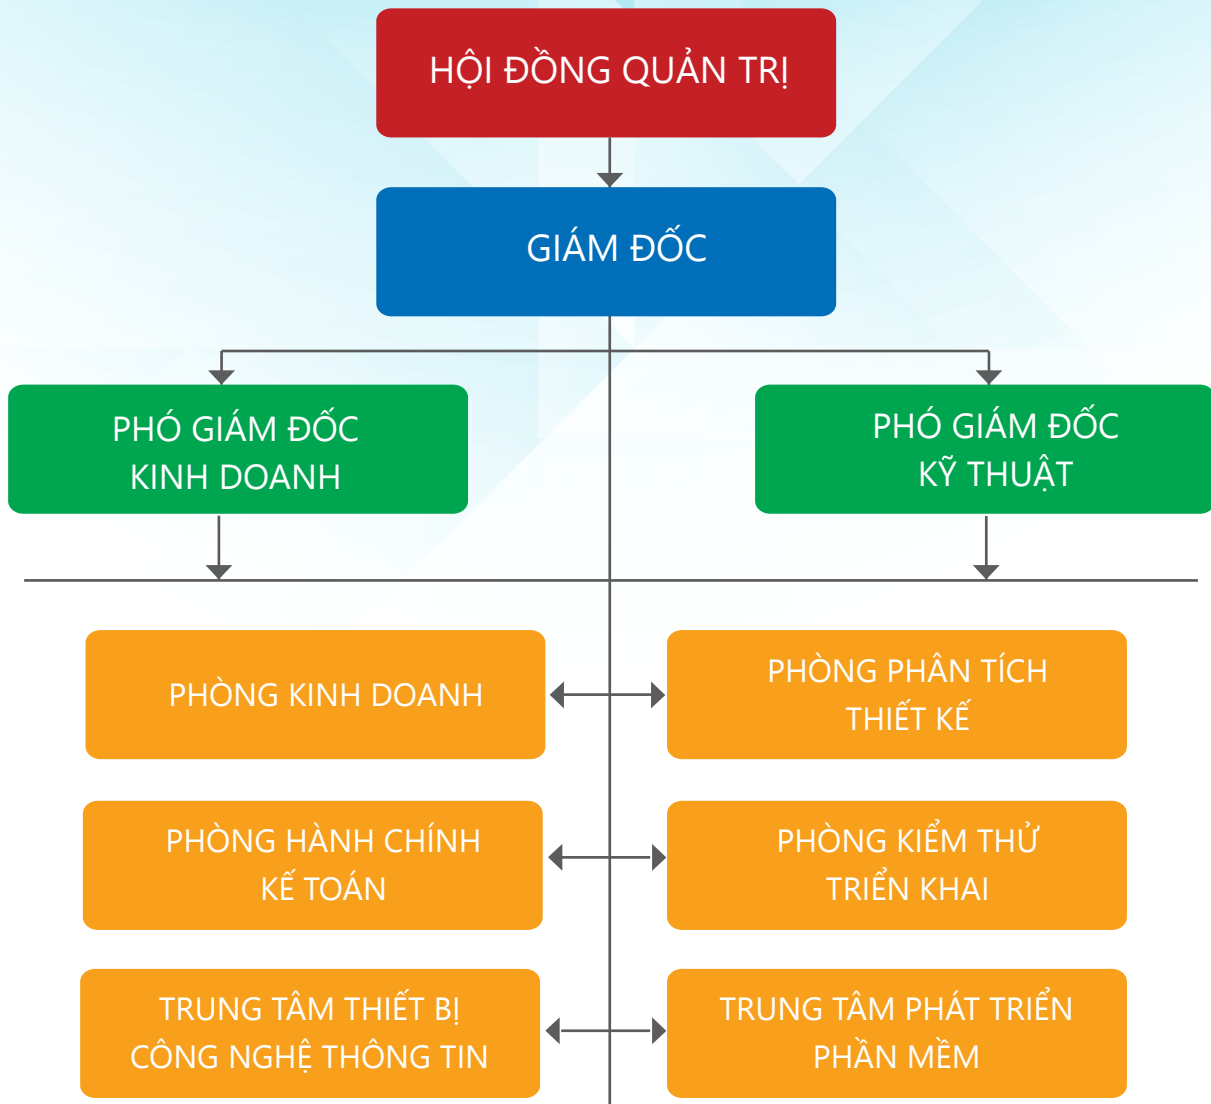 HỘI ĐỒNG QUẢN TRỊ
GIÁM ĐỐC
PHÓ GIÁM ĐỐC
KINH DOANH
PHÓ GIÁM ĐỐC
KỸ THUẬT
PHÒNG KINH DOANH
PHÒNG PHÂN TÍCH
THIẾT KẾ
PHÒNG HÀNH CHÍNH
KẾ TOÁN
PHÒNG KIỂM THỬ
TRIỂN KHAI
TRUNG TÂM THIẾT BỊ
CÔNG NGHỆ THÔNG TIN
TRUNG TÂM PHÁT TRIỂN
PHẦN MỀM